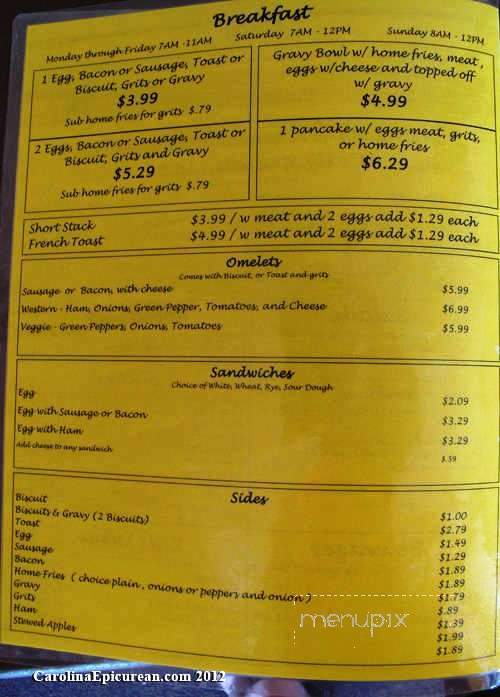 Breakfast
Monday through Friday 7AM -11AM Saturday 7AM - 12PM Sunday 8AM - 12PM
1 Egg, Bacon or Sausage, Toast or
Biscuit, Grits or Gravy
$3.99
Sub home fries for grits $.79
Gravy Bowl w/ home fries, meat,
eggs w/cheese and topped off
w/ gravy
$4.99
2 Eggs, Bacon or Sausage, Toast or
Biscuit, Grits and Gravy
$5.29
Sub home fries for grits $.79
1 pancake w/ eggs meat, grits,
or home fries
$6.29
Short Stack $3.99 / w meat and 2 eggs add $1.29 each
French Toast $4.99 / w meat and 2 eggs add $1.29 each
Omelets
Comes with Biscuit, or Toast and grits
Sausage or Bacon, with cheese $5.99
Western - Ham, Onions, Green Pepper, Tomatoes, and Cheese $6.99
Veggie - Green Peppers, Onions, Tomatoes $5.99
Sandwiches
Choice of White, Wheat, Rye, Sour Dough
Egg $2.09
Egg with Sausage or Bacon $3.29
Egg with Ham $3.29
Add cheese to any sandwich $.59
Sides
Biscuit $1.00
Biscuits & Gravy (2 Biscuits) $2.79
Toast $1.49
Egg $1.29
Sausage $1.89
Bacon $1.89
Home Fries ( choice plain, onions or peppers and onion ) $1.79
Gravy $.89
Grits $1.39
Ham $1.99
Stewed Apples $1.89
menupix
CarolinaEpicurean.com 2012